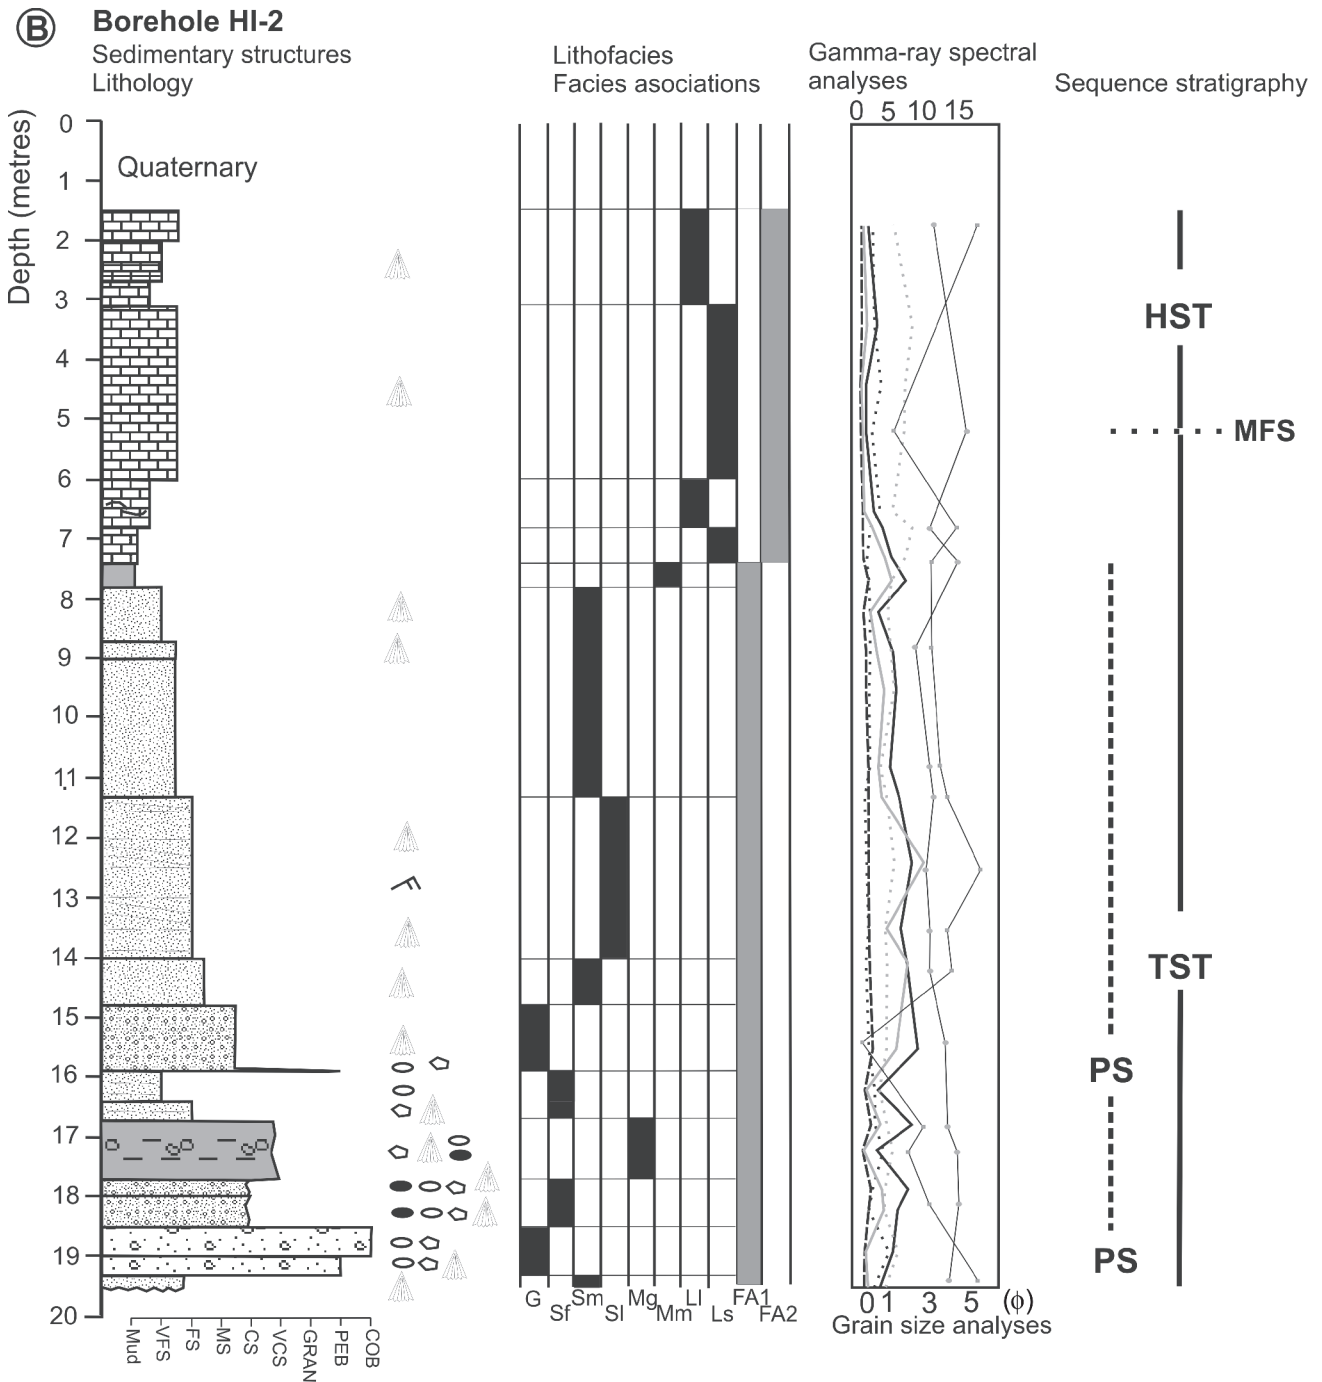 B Borehole HI-2
Sedimentary structures
Lithology
Lithofacies
Facies asociations
Gamma-ray spectral
analyses
Sequence stratigraphy
0 5 10 15
Depth (metres)
0
1
2
3
4
5
6
7
8
9
10
11
12
13
14
15
16
17
18
19
20
Quaternary
HST
MFS
TST
PS
PS
G Sf Sm Sl Mg Mm Ll Ls FA1 FA2
0 1 3 5 (ϕ)
Grain size analyses
Mud VFS FS MS CS VCS GRAN PEB COB